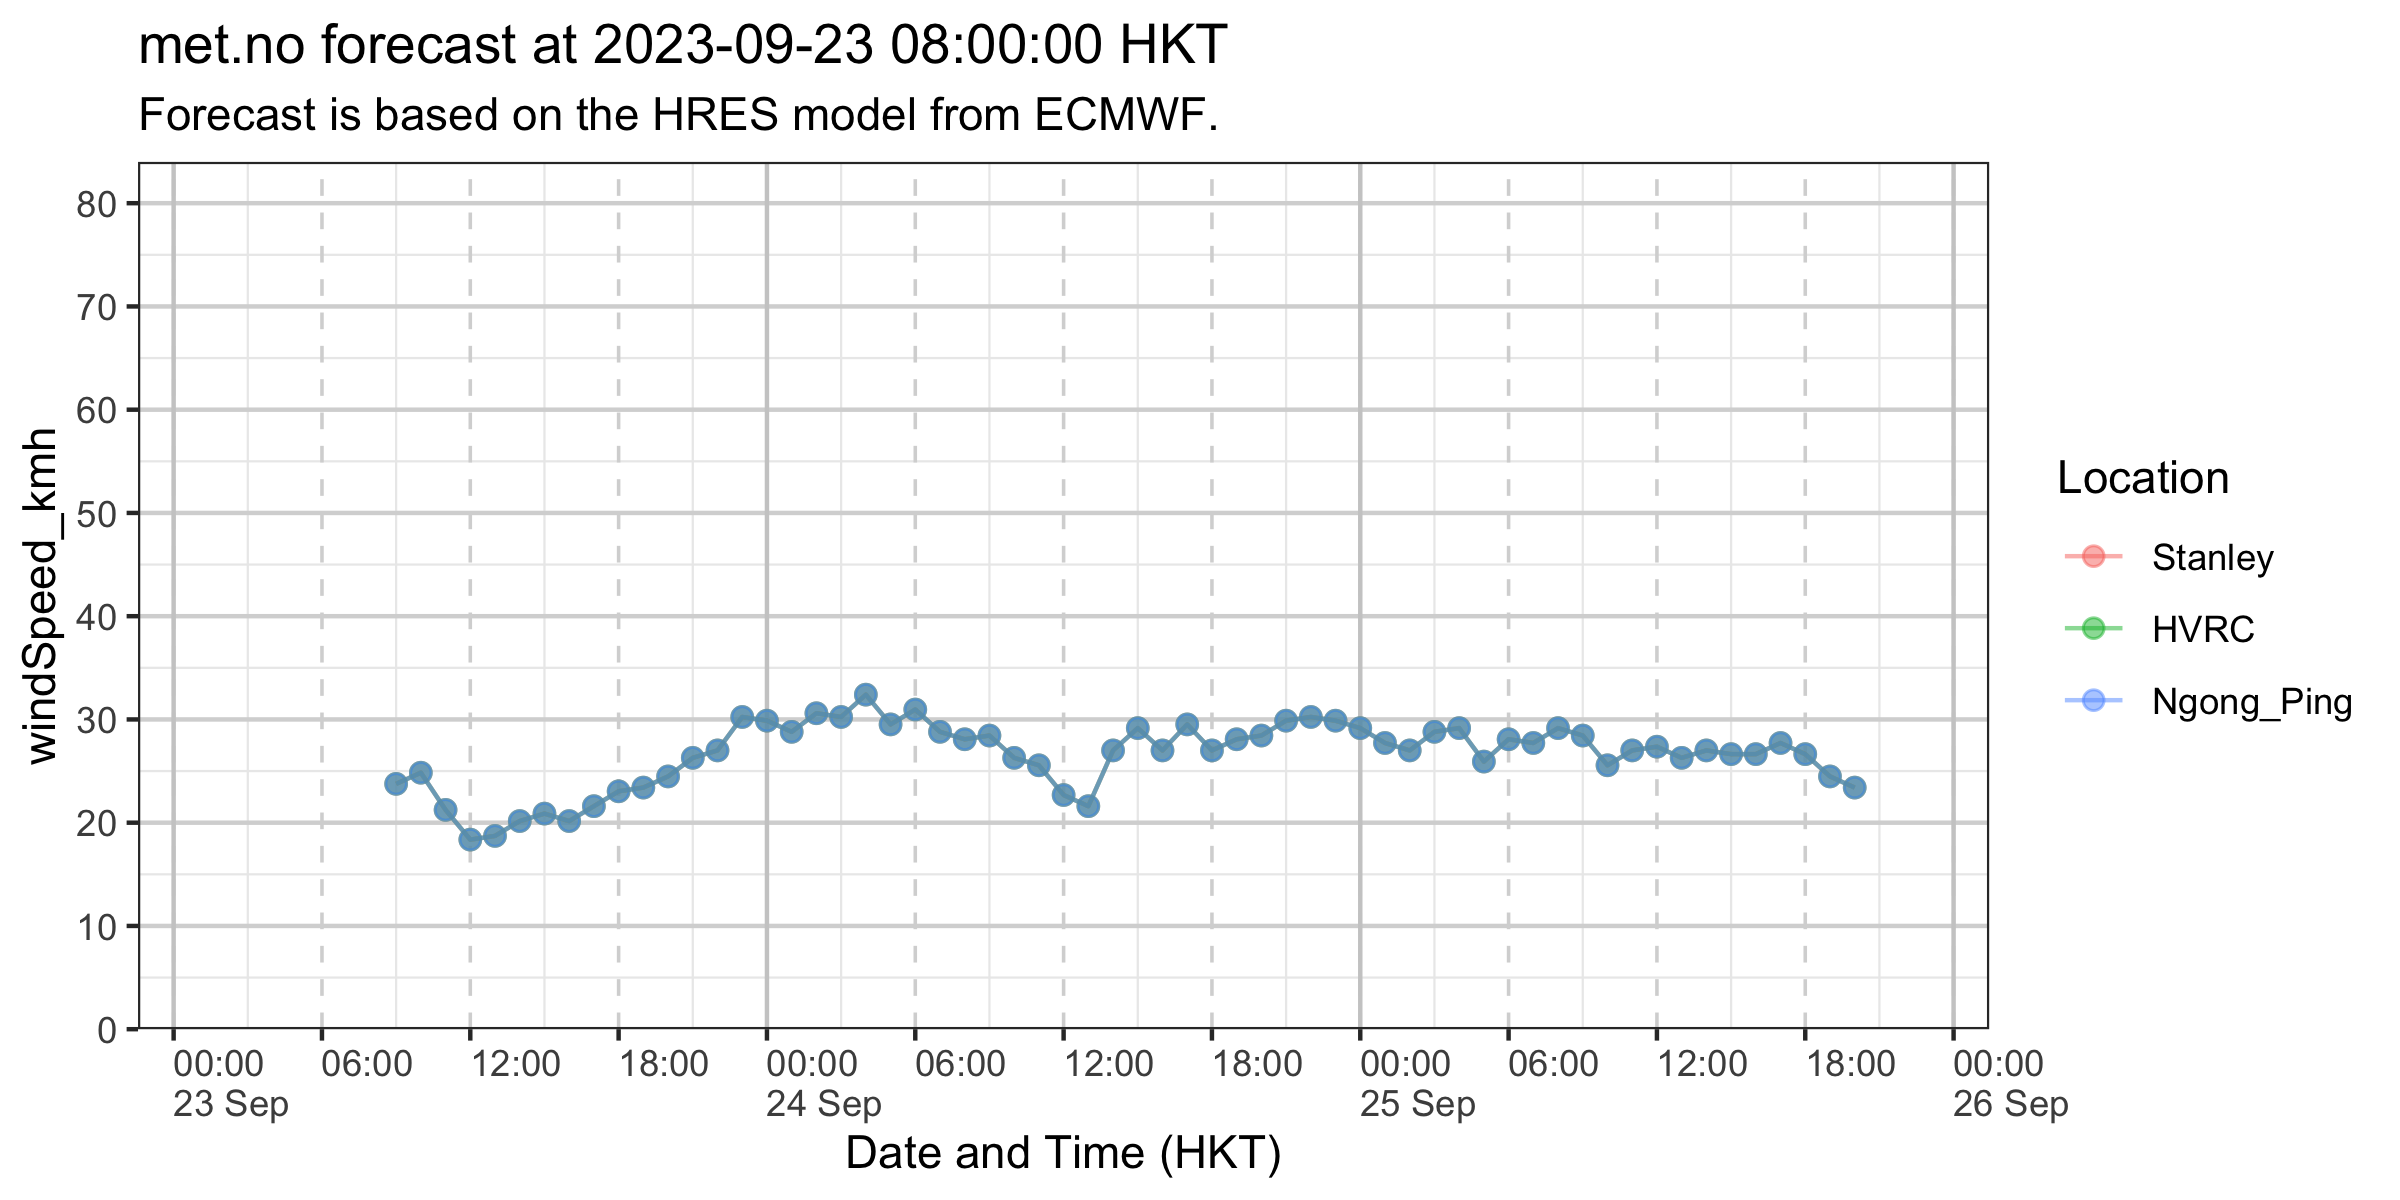 met.no forecast at 2023-09-23 08:00:00 HKT
Forecast is based on the HRES model from ECMWF.
windSpeed_kmh
80
70
60
50
40
30
20
10
0
00:00 06:00 12:00 18:00 00:00 06:00 12:00 18:00 00:00 06:00 12:00 18:00 00:00
23 Sep 24 Sep 25 Sep 26 Sep
Date and Time (HKT)
Location
Stanley
HVRC
Ngong_Ping